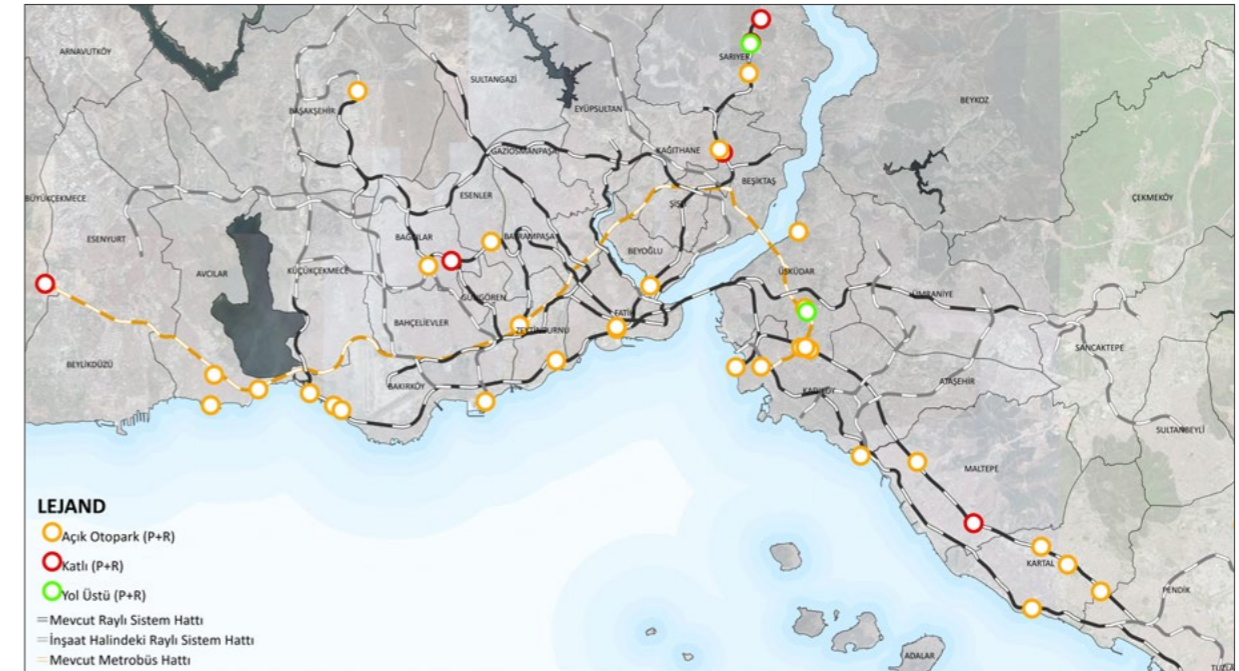 ARNAVUTKÖY
SULTANGAZİ
SARIYER
BAŞAKŞEHİR
EYÜPSULTAN
BEYKOZ
GAZİOSMANPAŞA
KAĞITHANE
BEŞİKTAŞ
BÜYÜKÇEKMECE
ESENLER
ÇEKMEKÖY
ŞİŞLİ
ESENYURT
BAĞCILAR
BAYRAMPAŞA
BEYOĞLU
AVCILAR
KÜÇÜKÇEKMECE
ÜSKÜDAR
GÜNGÖREN
ÜMRANİYE
FATİH
BAHÇELİEVLER
ZEYTİNBURNU
SANCAKTEPE
BEYLİKDÜZÜ
BAKIRKÖY
KADIKÖY
ATAŞEHİR
SULTANBEYLİ
MALTEPE
KARTAL
PENDİK
ADALAR
TUZLA
LEJAND
Açık Otopark (P+R)
Katlı (P+R)
Yol Üstü (P+R)
Mevcut Raylı Sistem Hattı
İnşaat Halindeki Raylı Sistem Hattı
Mevcut Metrobüs Hattı